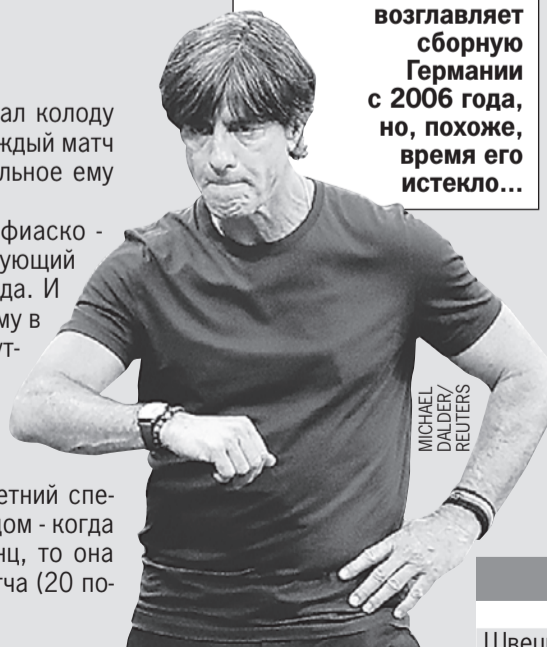 возглавляет
сборную
Германии
с 2006 года,
но, похоже,
время его
истекло...
ал колоду
ждый матч
льное ему
фиаско -
ующий
да. И
му в
ут-
етний спе-
дом - когда
нц, то она
тча (20 по-
MICHAEL
DALDER/
REUTERS